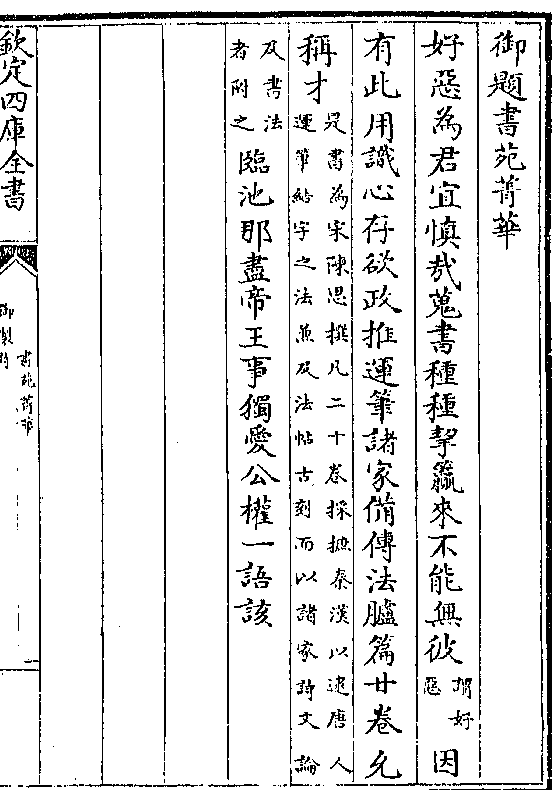 御題書苑菁華
好惡為君宜慎哉蒐書種種挈籯來不能無彼謂好惡因
有此用識心存欲政推運筆諸家備傳法臚篇廿卷允
稱才是書為宋陳思撰凡二十卷採摭秦漢以逮唐人運筆結字之法兼及法帖古刻而以諸家詩文論
及書法者附之臨池那盡帝王事獨愛公權一語該
欽定四庫全書
御製詩
書苑菁華
一